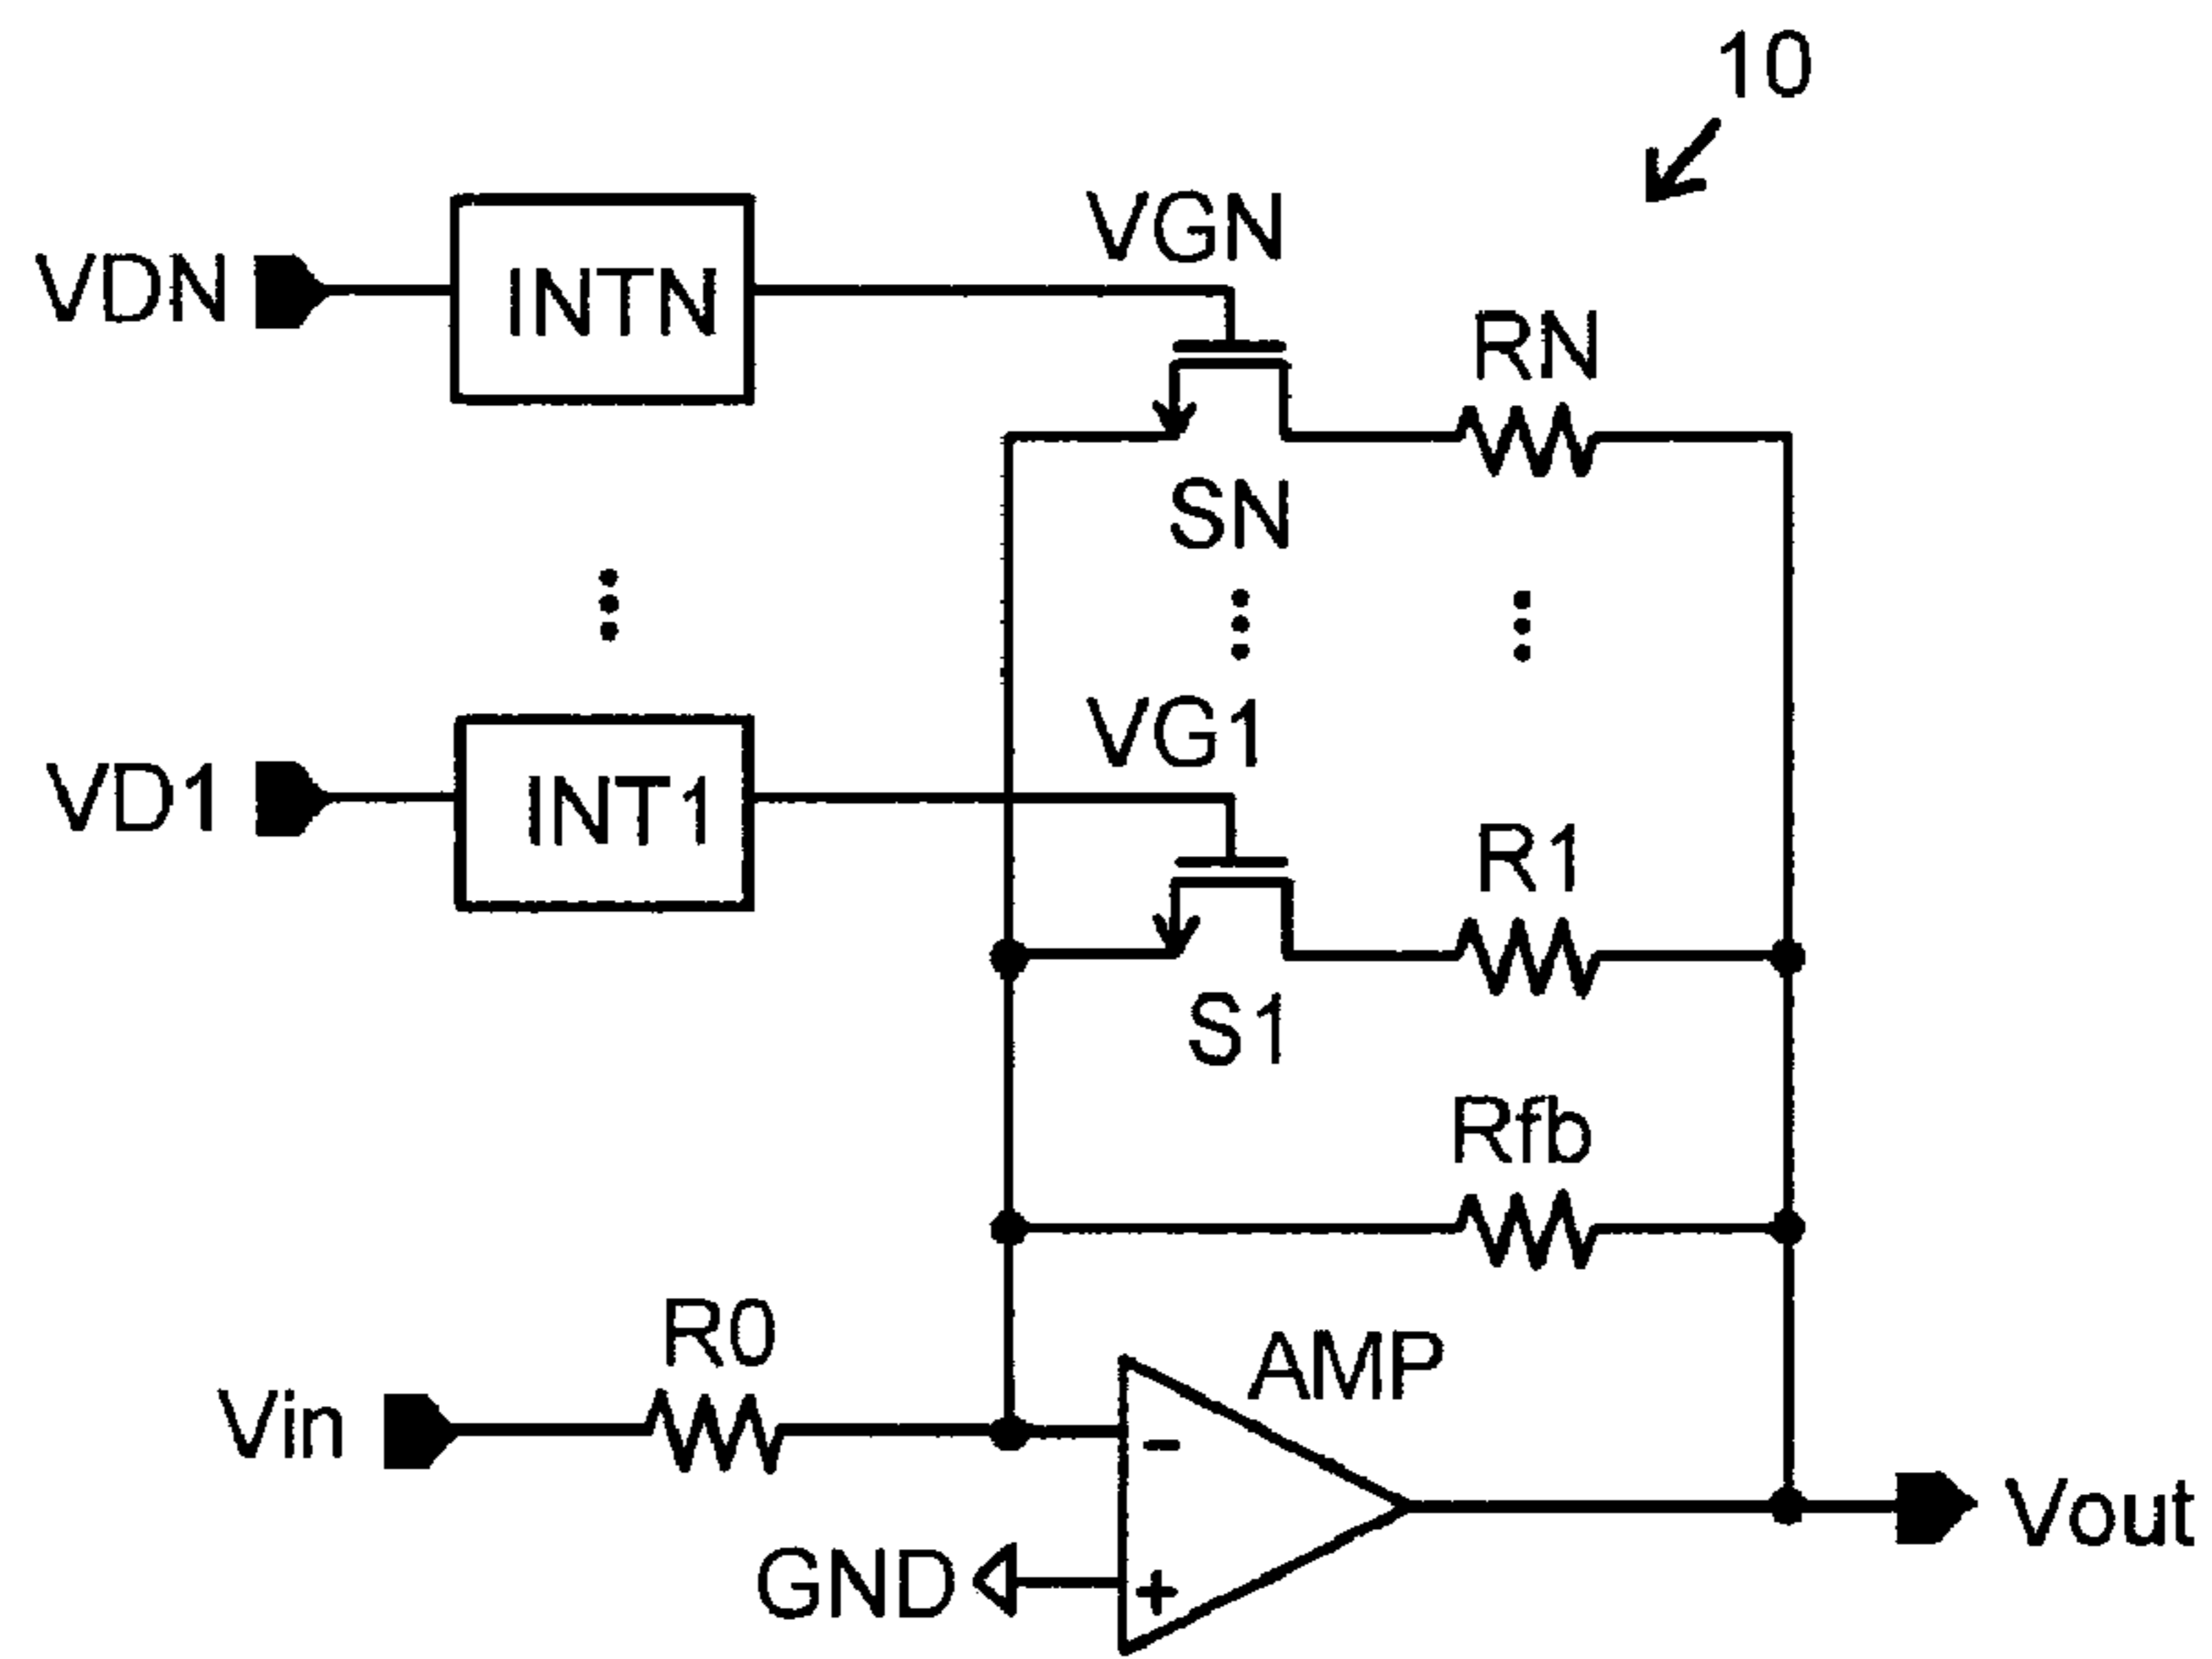 10
VGN
VDN
INTN
RN
SN
VG1
VD1
INT1
R1
S1
Rfb
R0
AMP
Vin
-
Vout
GND
+